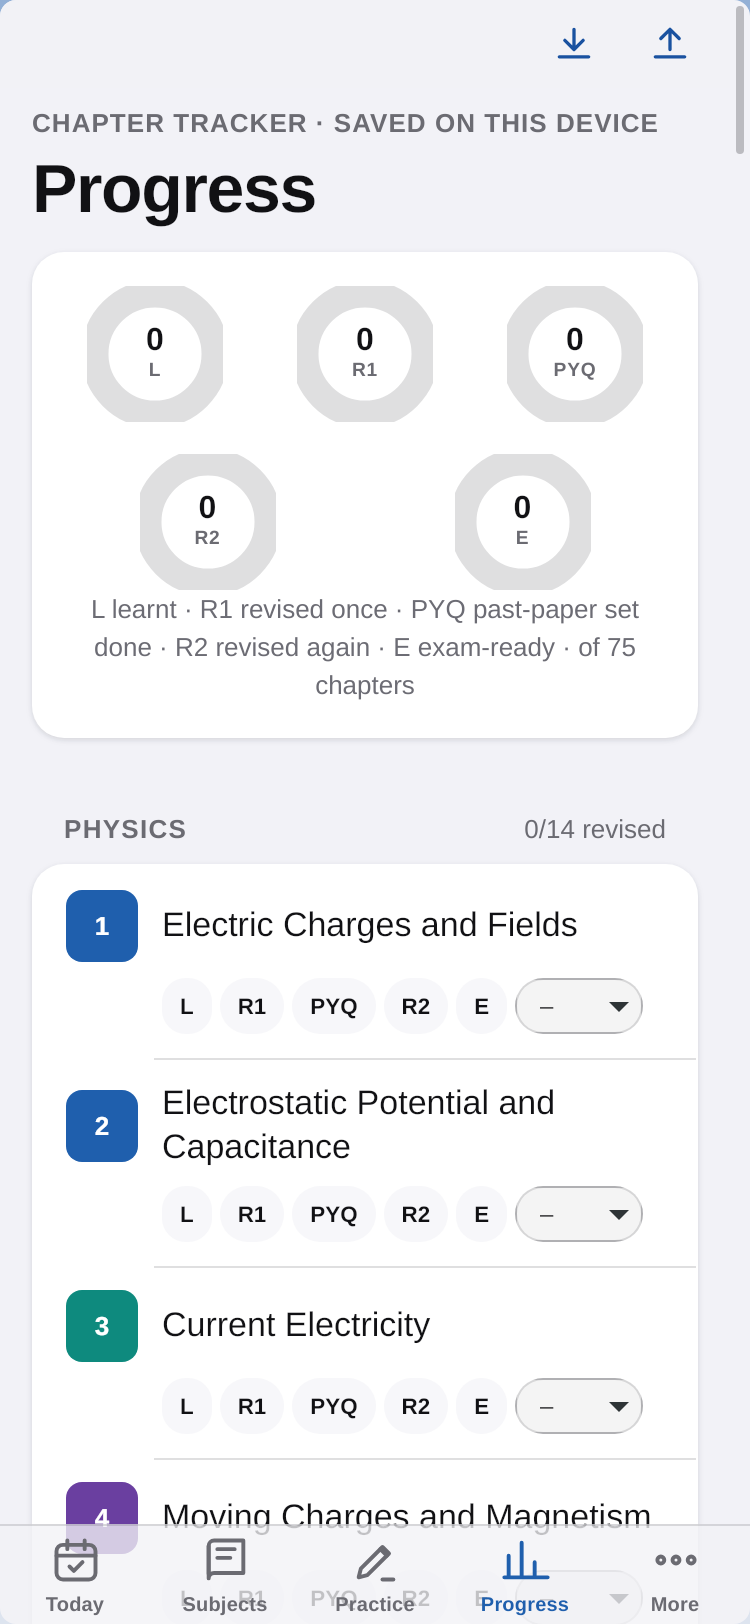 CHAPTER TRACKER · SAVED ON THIS DEVICE
Progress
0
L
0
R1
0
PYQ
0
R2
0
E
L learnt · R1 revised once · PYQ past-paper set
done · R2 revised again · E exam-ready · of 75
chapters
PHYSICS 0/14 revised
1 Electric Charges and Fields
L R1 PYQ R2 E –
2 Electrostatic Potential and
Capacitance
L R1 PYQ R2 E –
3 Current Electricity
L R1 PYQ R2 E –
4 Moving Charges and Magnetism
L R1 PYQ R2 E –
Today Subjects Practice Progress More